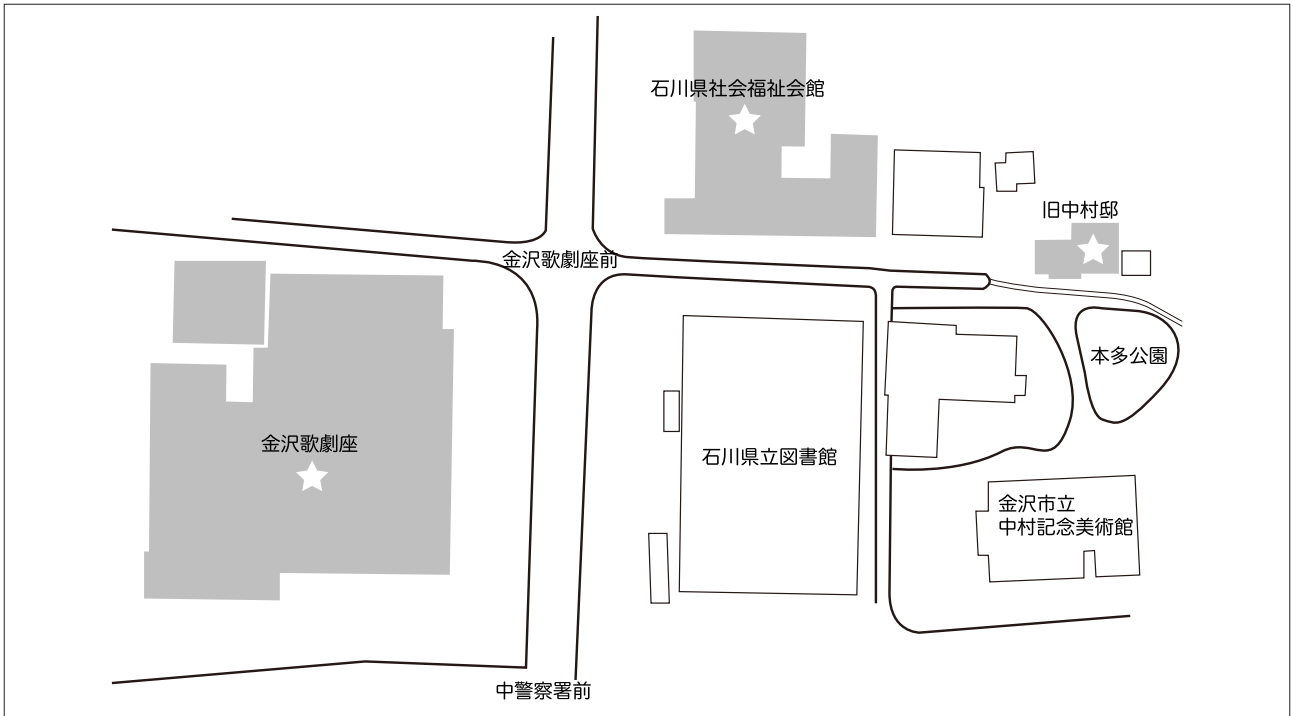 石川県社会福祉会館
旧中村邸
金沢歌劇座前
本多公園
金沢歌劇座
石川県立図書館
金沢市立
中村記念美術館
中警察署前